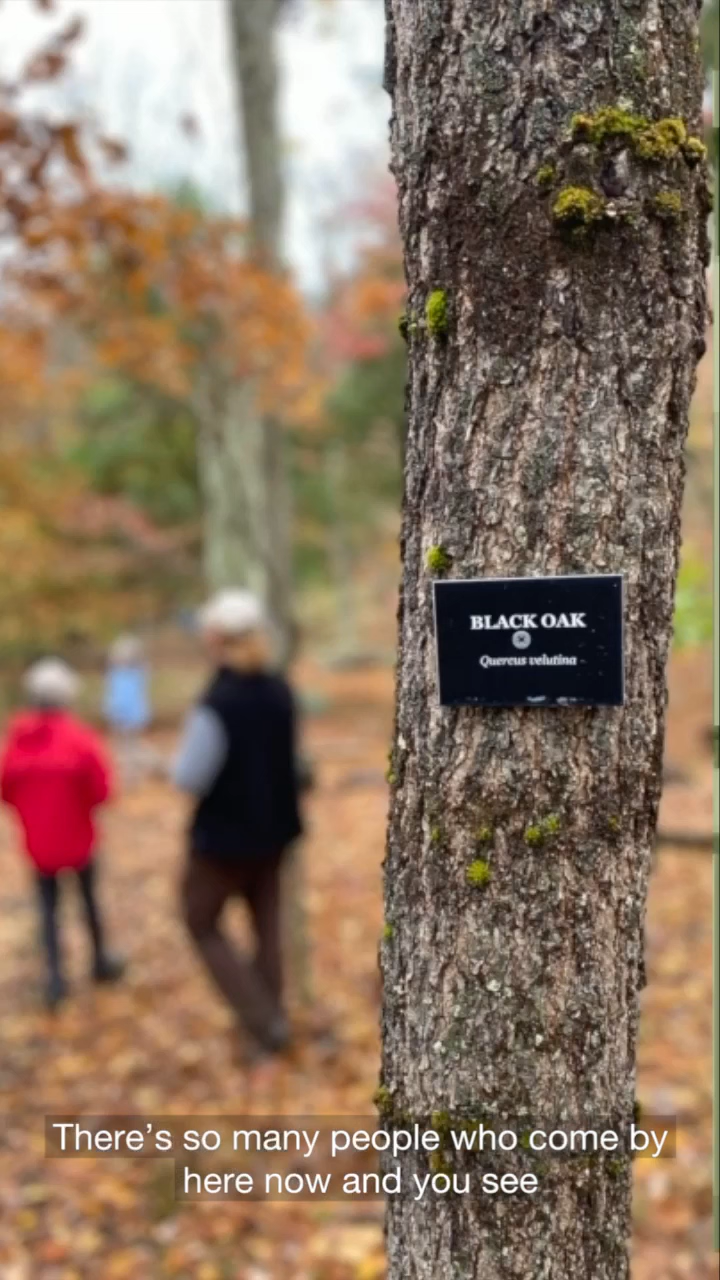 BLACK OAK
Quercus velutina
There's so many people who come by
here now and you see